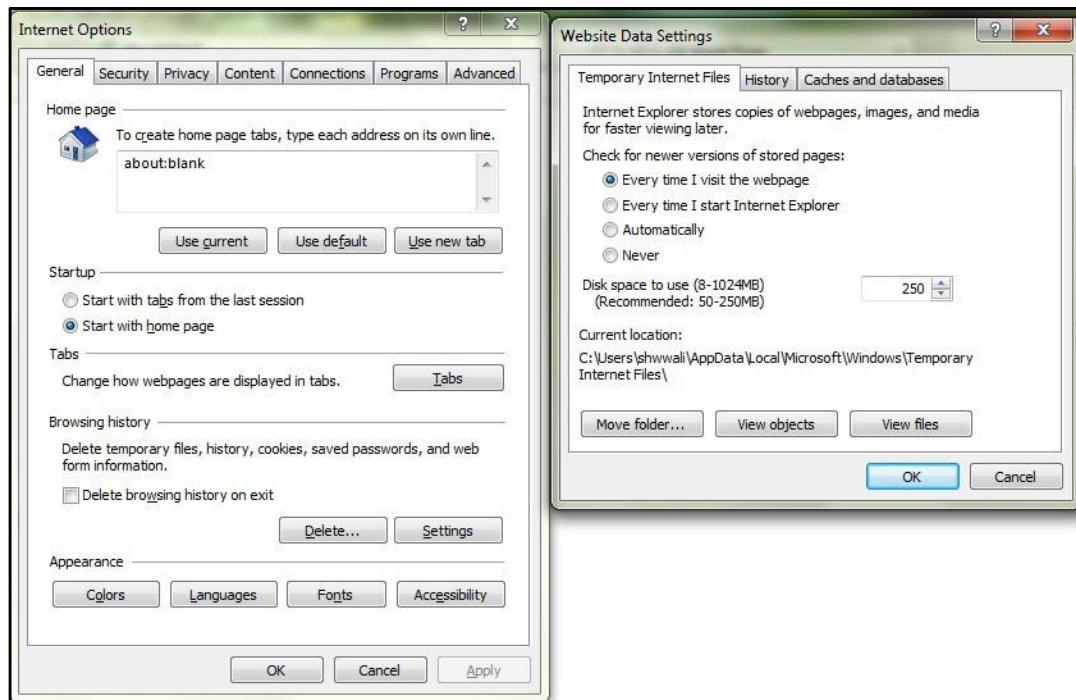 Internet Options
General Security Privacy Content Connections Programs Advanced
Home page
To create home page tabs, type each address on its own line.
about:blank
Use current Use default Use new tab
Startup
Start with tabs from the last session
Start with home page
Tabs
Change how webpages are displayed in tabs.
Tabs
Browsing history
Delete temporary files, history, cookies, saved passwords, and web
form information.
Delete browsing history on exit
Delete... Settings
Appearance
Colors Languages Fonts Accessibility
OK Cancel Apply
Website Data Settings
Temporary Internet Files History Caches and databases
Internet Explorer stores copies of webpages, images, and media
for faster viewing later.
Check for newer versions of stored pages:
Every time I visit the webpage
Every time I start Internet Explorer
Automatically
Never
Disk space to use (8-1024MB) 250
(Recommended: 50-250MB)
Current location:
C:\Users\shwwali\AppData\Local\Microsoft\Windows\Temporary
Internet Files\
Move folder... View objects View files
OK Cancel